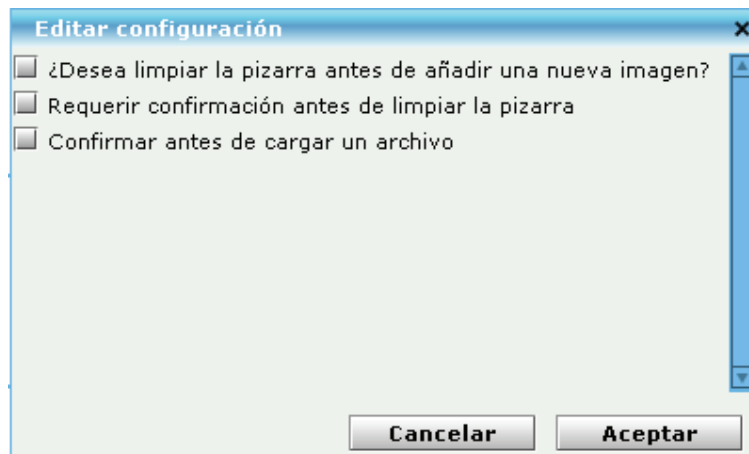 Editar configuración
¿Desea limpiar la pizarra antes de añadir una nueva imagen?
Requerir confirmación antes de limpiar la pizarra
Confirmar antes de cargar un archivo
Cancelar Aceptar